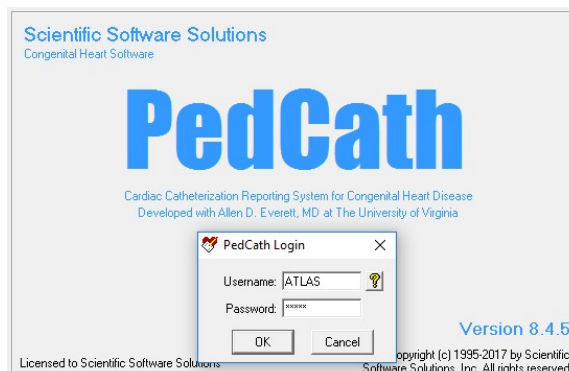 Scientific Software Solutions
Congenital Heart Software
PedCath
Cardiac Catheterization Reporting System for Congenital Heart Disease
Developed with Allen D. Everett, MD at The University of Virginia
PedCath Login
Username: ATLAS
Password: xxxxx
OK Cancel
Version 8.4.5
Licensed to Scientific Software Solutions
opyright (c) 1995-2017 by Scientific
Software Solutions, Inc. All rights reserved